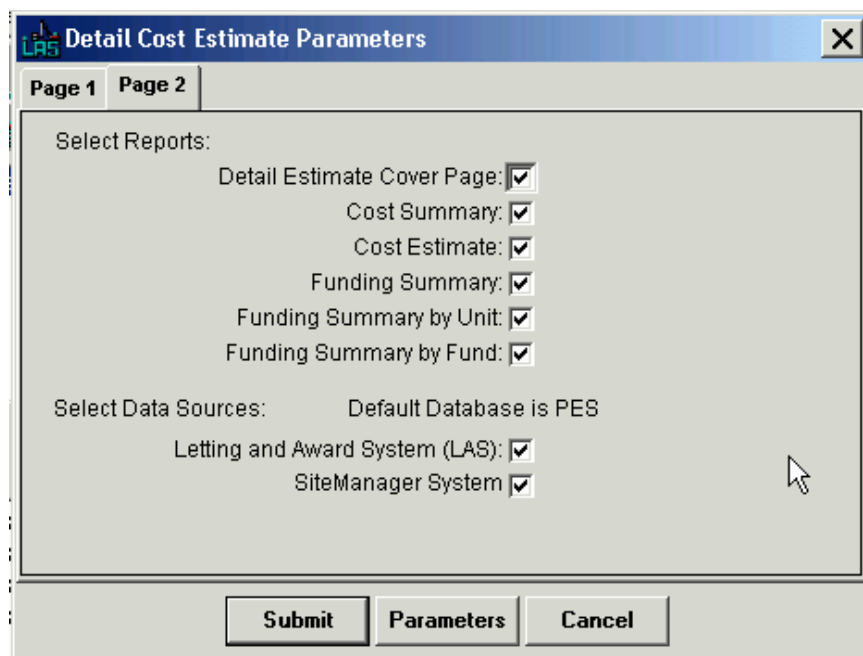 LAS Detail Cost Estimate Parameters
Page 1 Page 2
Select Reports:
Detail Estimate Cover Page:
Cost Summary:
Cost Estimate:
Funding Summary:
Funding Summary by Unit:
Funding Summary by Fund:
Select Data Sources: Default Database is PES
Letting and Award System (LAS):
SiteManager System
Submit Parameters Cancel